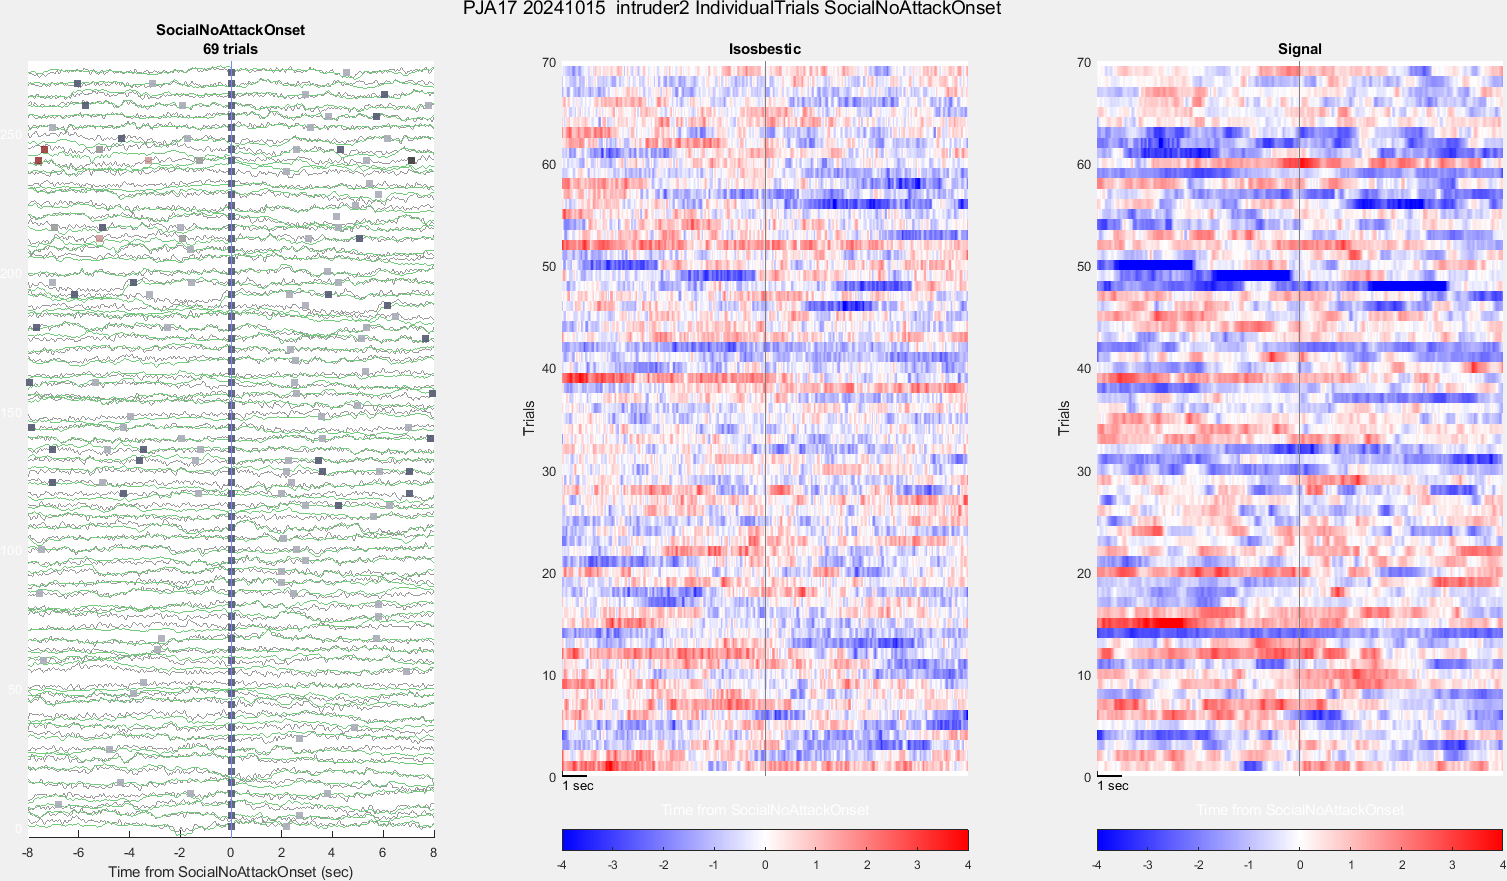 PJA17 20241015  intruder2 IndividualTrials SocialNoAttackOnset
SocialNoAttackOnset
69 trials
250
200
150
100
50
0
-8 -6 -4 -2 0 2 4 6 8
Time from SocialNoAttackOnset (sec)
Isosbestic
70
60
50
40
30
20
10
0
Trials
1 sec
Time from SocialNoAttackOnset
-4 -3 -2 -1 0 1 2 3 4
Signal
70
60
50
40
30
20
10
0
Trials
1 sec
Time from SocialNoAttackOnset
-4 -3 -2 -1 0 1 2 3 4